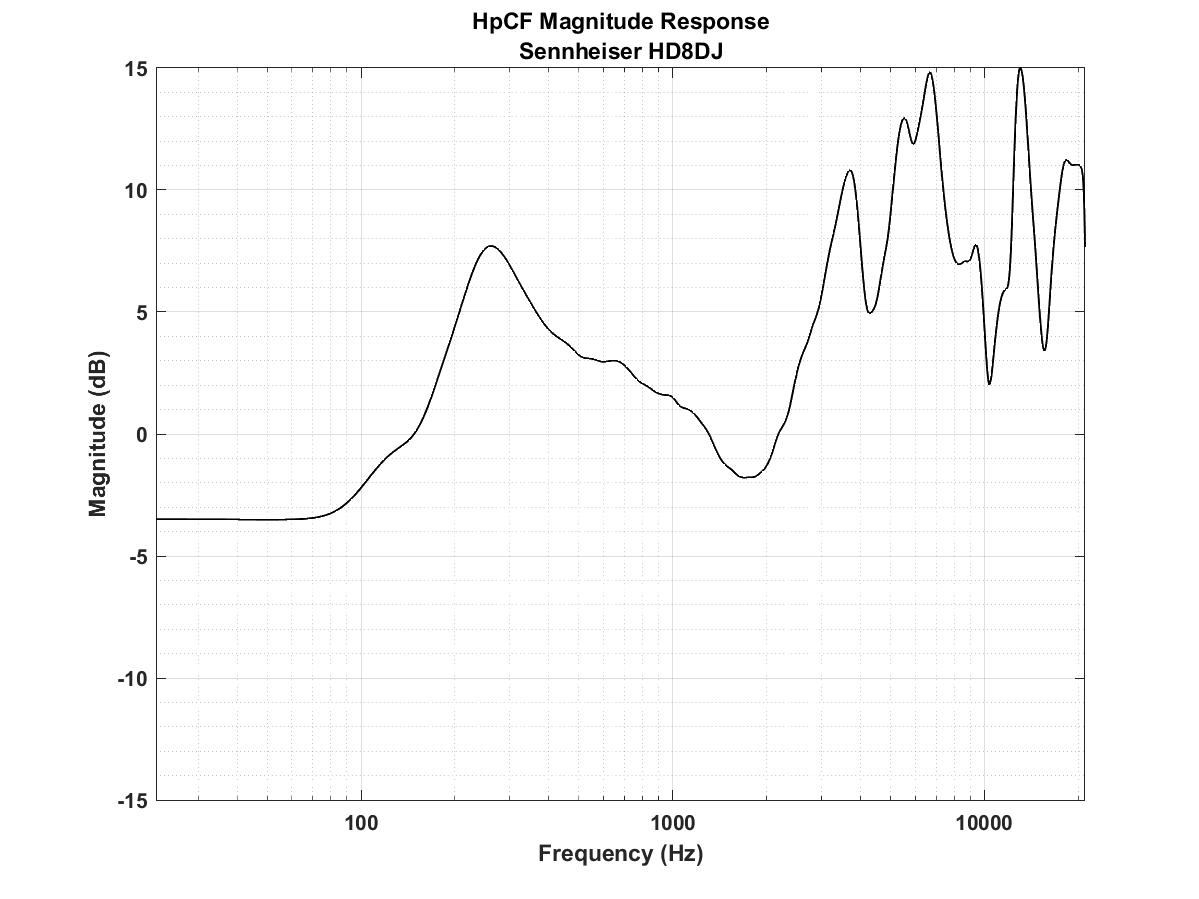 HpCF Magnitude Response
Sennheiser HD8DJ
15
10
5
0
-5
-10
-15
Magnitude (dB)
100
1000
10000
Frequency (Hz)